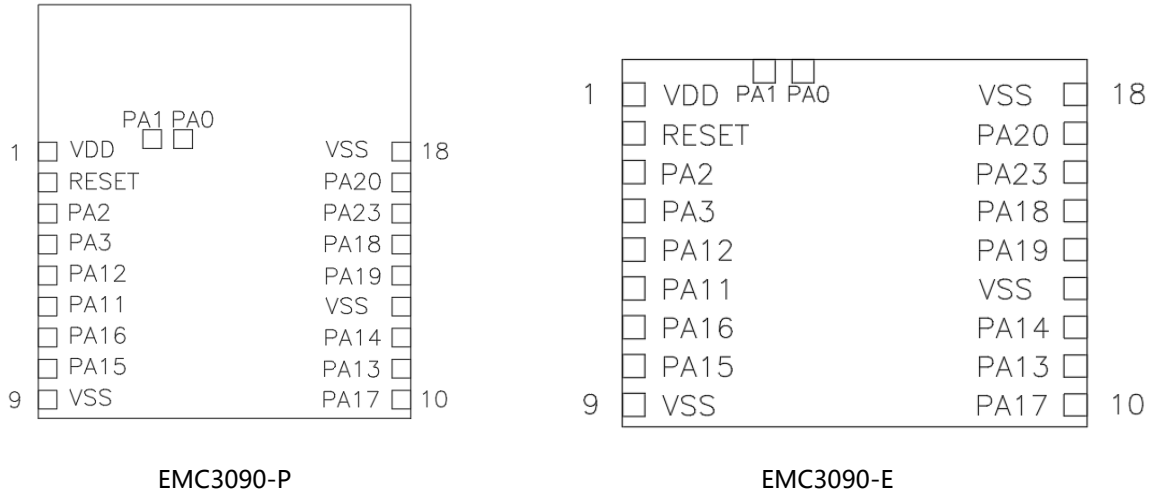 PA1 PA0
1 VDD VSS 18
RESET PA20
PA2 PA23
PA3 PA18
PA12 PA19
PA11 VSS
PA16 PA14
PA15 PA13
9 VSS PA17 10
EMC3090-P
1 VDD PA1 PA0 VSS 18
RESET PA20
PA2 PA23
PA3 PA18
PA12 PA19
PA11 VSS
PA16 PA14
PA15 PA13
9 VSS PA17 10
EMC3090-E